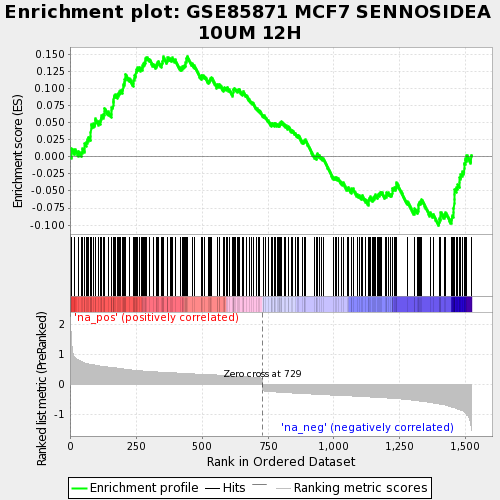 Enrichment plot: GSE85871 MCF7 SENNOSIDEA
10UM 12H
Enrichment score (ES)
0.150
0.125
0.100
0.075
0.050
0.025
0.000
-0.025
-0.050
-0.075
-0.100
'na_pos' (positively correlated)
Ranked list metric (PreRanked)
2
1
0
-1
Zero cross at 729
'na_neg' (negatively correlated)
0
250
500
750
1,000
1,250
1,500
Rank in Ordered Dataset
Enrichment profile
Hits
Ranking metric scores